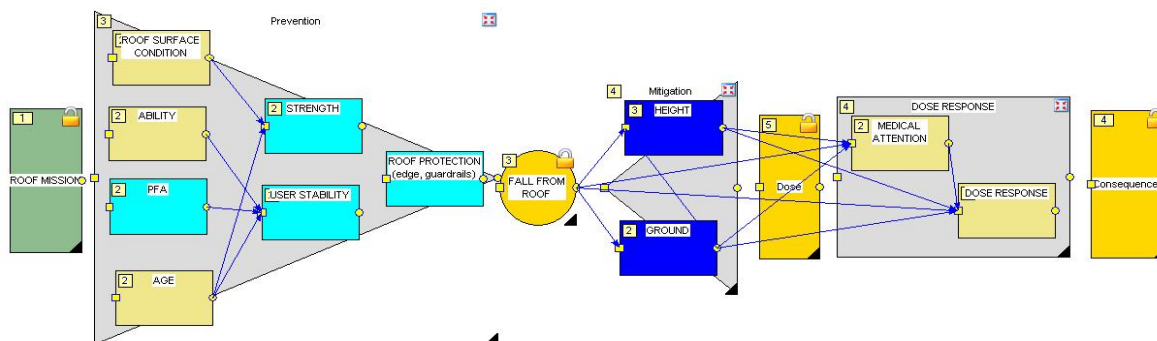 3
Prevention
ROOF SURFACE
CONDITION
2
STRENGTH
2
ABILITY
1
ROOF MISSION
2
PFA
USER STABILITY
2
AGE
ROOF PROTECTION
(edge, guardrails)
3
FALL FROM
ROOF
4
Mitigation
3
HEIGHT
2
GROUND
5
Dose
4
DOSE RESPONSE
2
MEDICAL
ATTENTION
DOSE RESPONSE
4
Consequence